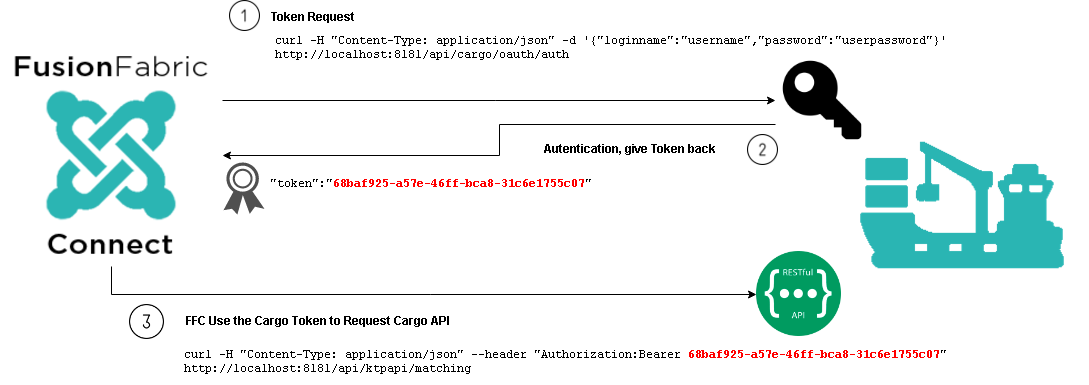 1
Token Request
curl -H "Content-Type: application/json" -d '{"loginname":"username","password":"userpassword"}'
http://localhost:8181/api/cargo/oauth/auth
FusionFabric
Connect
Autentication, give Token back
2
"token":"68baf925-a57e-46ff-bca8-31c6e1755c07"
RESTful
{•••}
API
3
FFC Use the Cargo Token to Request Cargo API
curl -H "Content-Type: application/json" --header "Authorization:Bearer 68baf925-a57e-46ff-bca8-31c6e1755c07"
http://localhost:8181/api/ktpapi/matching